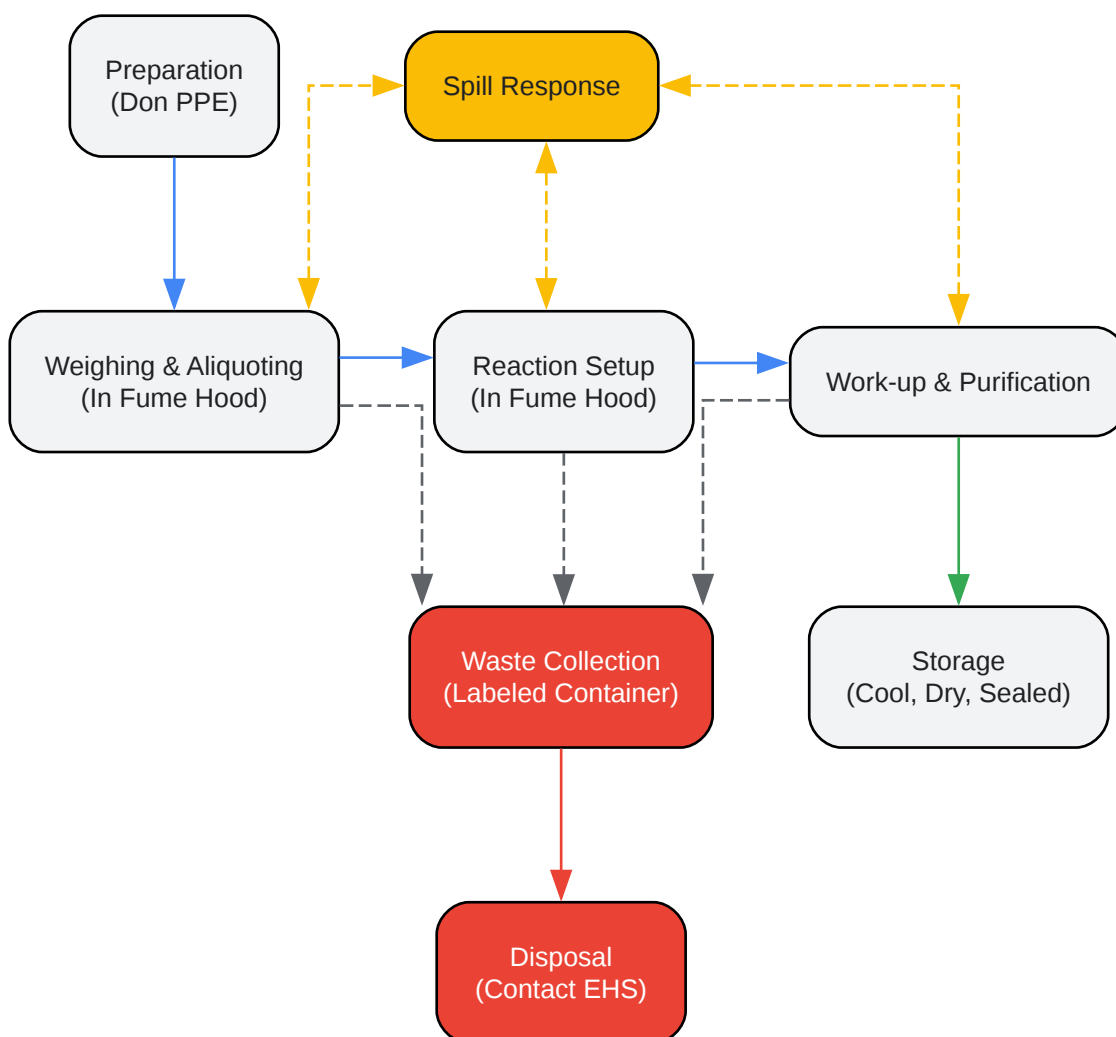 Preparation
(Don PPE)
Spill Response
Weighing & Aliquoting
(In Fume Hood)
Reaction Setup
(In Fume Hood)
Work-up & Purification
Waste Collection
(Labeled Container)
Storage
(Cool, Dry, Sealed)
Disposal
(Contact EHS)